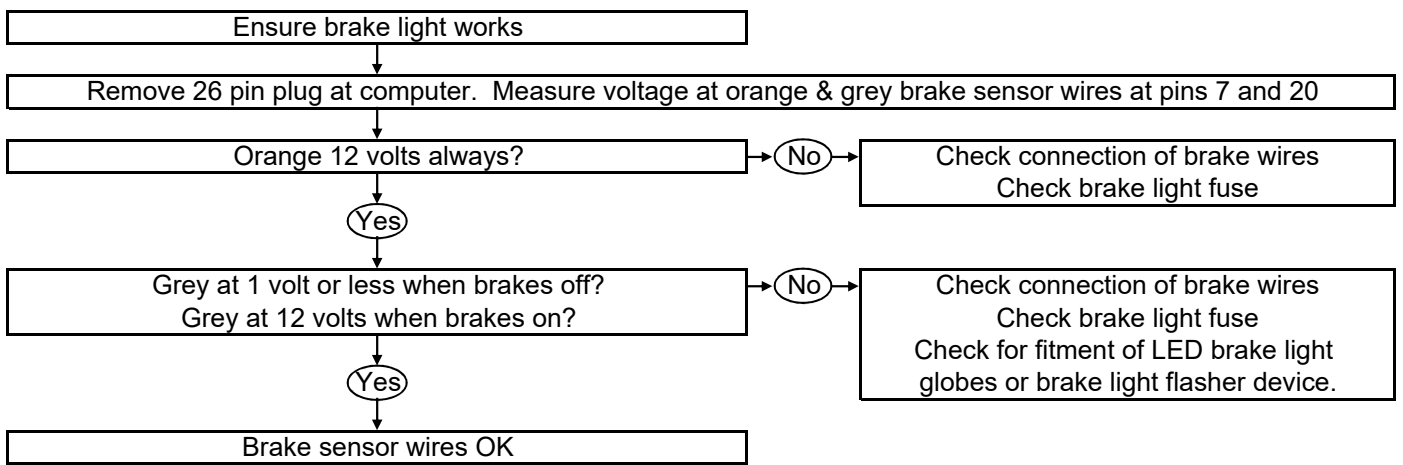 Ensure brake light works
Remove 26 pin plug at computer.  Measure voltage at orange & grey brake sensor wires at pins 7 and 20
Orange 12 volts always?
No
Check connection of brake wires
Check brake light fuse
Yes
Grey at 1 volt or less when brakes off?
Grey at 12 volts when brakes on?
No
Check connection of brake wires
Check brake light fuse
Check for fitment of LED brake light
globes or brake light flasher device.
Yes
Brake sensor wires OK